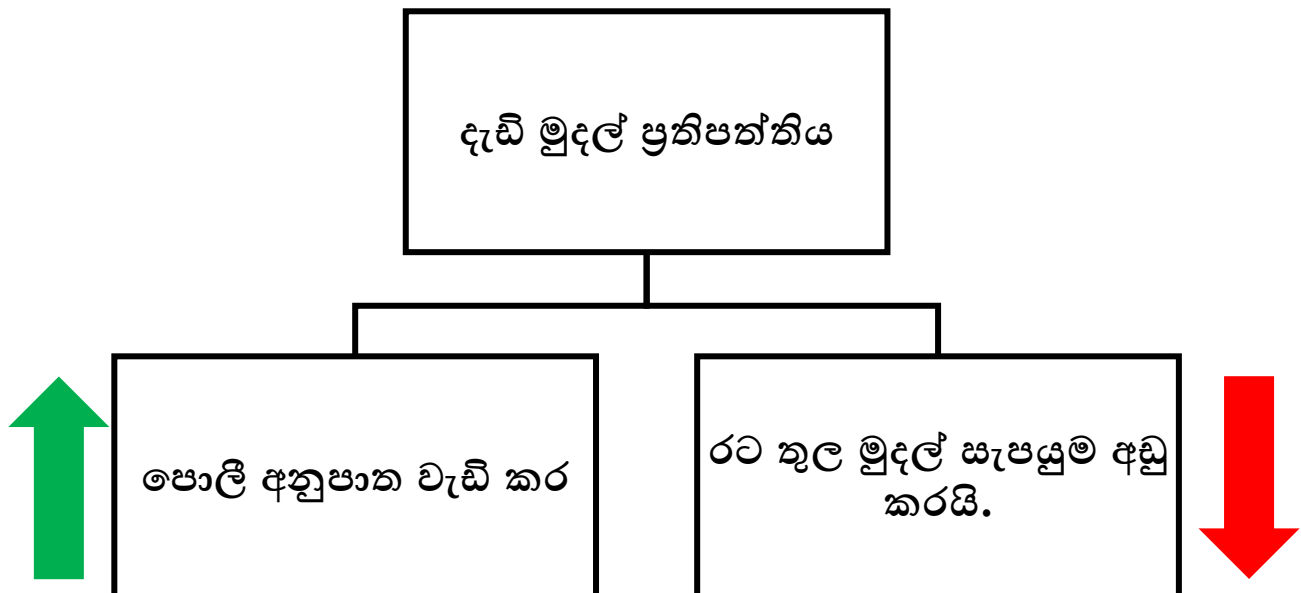 දැඩි මුදල් ප්‍රතිපත්තිය
පොලී අනුපාත වැඩි කර
රට තුල මුදල් සැපයුම අඩු
කරයි.